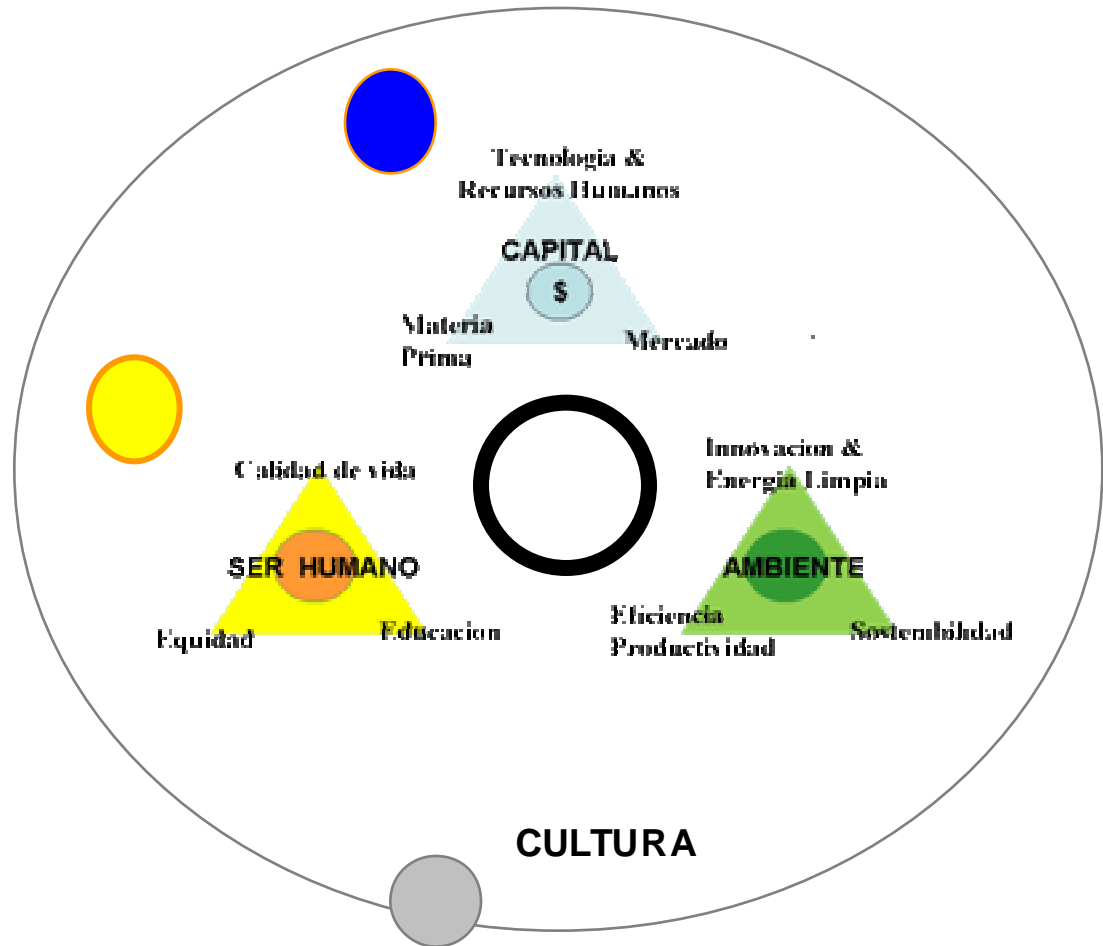 Tecnologia &
Recursos Humanos
CAPITAL
$
Materia
Prima
Mercado
Calidad de vida
SER HUMANO
Equidad
Educacion
Innovacion &
Energia Limpia
AMBIENTE
Eficiencia
Productividad
Sostembilidad
CULTURA